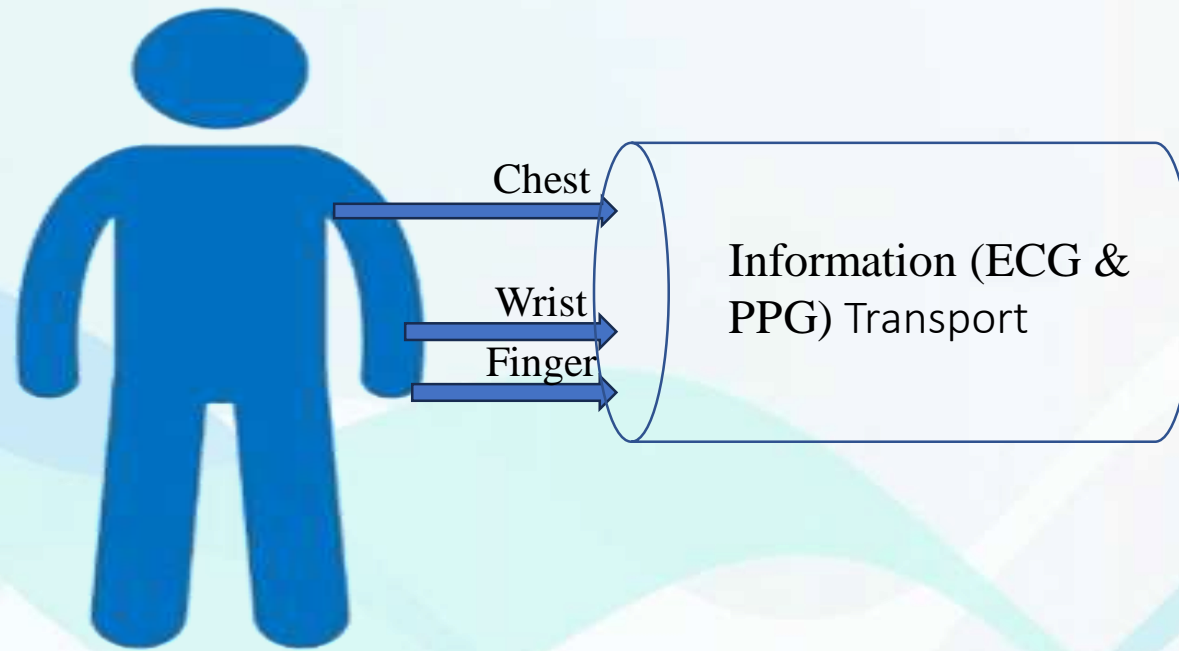 Chest
Wrist
Finger
Information (ECG &
PPG) Transport